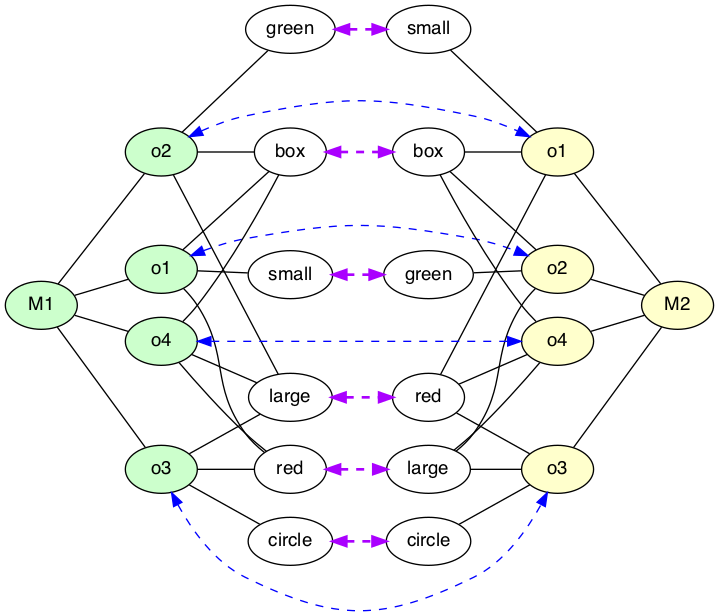 green small
o2 box box o1
o1 small green o2
M1 M2
o4 o4
large red
o3 red large o3
circle circle